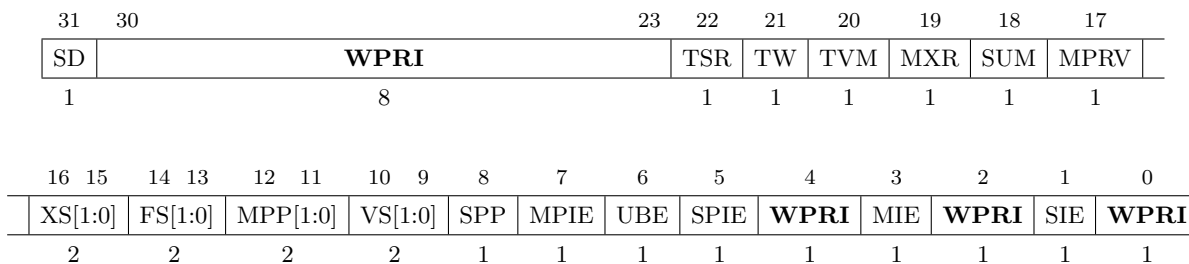 31 30 23 22 21 20 19 18 17
SD WPRI TSR TW TVM MXR SUM MPRV
1 8 1 1 1 1 1 1
16 15 14 13 12 11 10 9 8 7 6 5 4 3 2 1 0
XS[1:0] FS[1:0] MPP[1:0] VS[1:0] SPP MPIE UBE SPIE WPRI MIE WPRI SIE WPRI
2 2 2 2 1 1 1 1 1 1 1 1 1